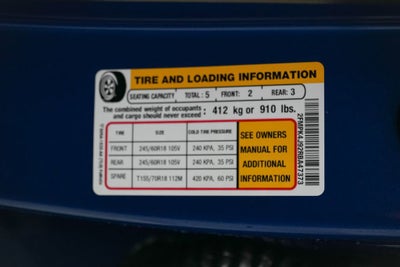 TIRE AND LOADING INFORMATION
SEATING CAPACITY TOTAL : 5 FRONT: 2 REAR: 3
The combined weight of occupants and cargo should never exceed : 412 kg or 910 lbs.
TIRE SIZE COLD TIRE PRESSURE
FRONT 245/60R18 105V 240 KPA, 35 PSI
REAR 245/60R18 105V 240 KPA, 35 PSI
SPARE T155/70R18 112M 420 KPA, 60 PSI
SEE OWNERS
MANUAL FOR
ADDITIONAL
INFORMATION